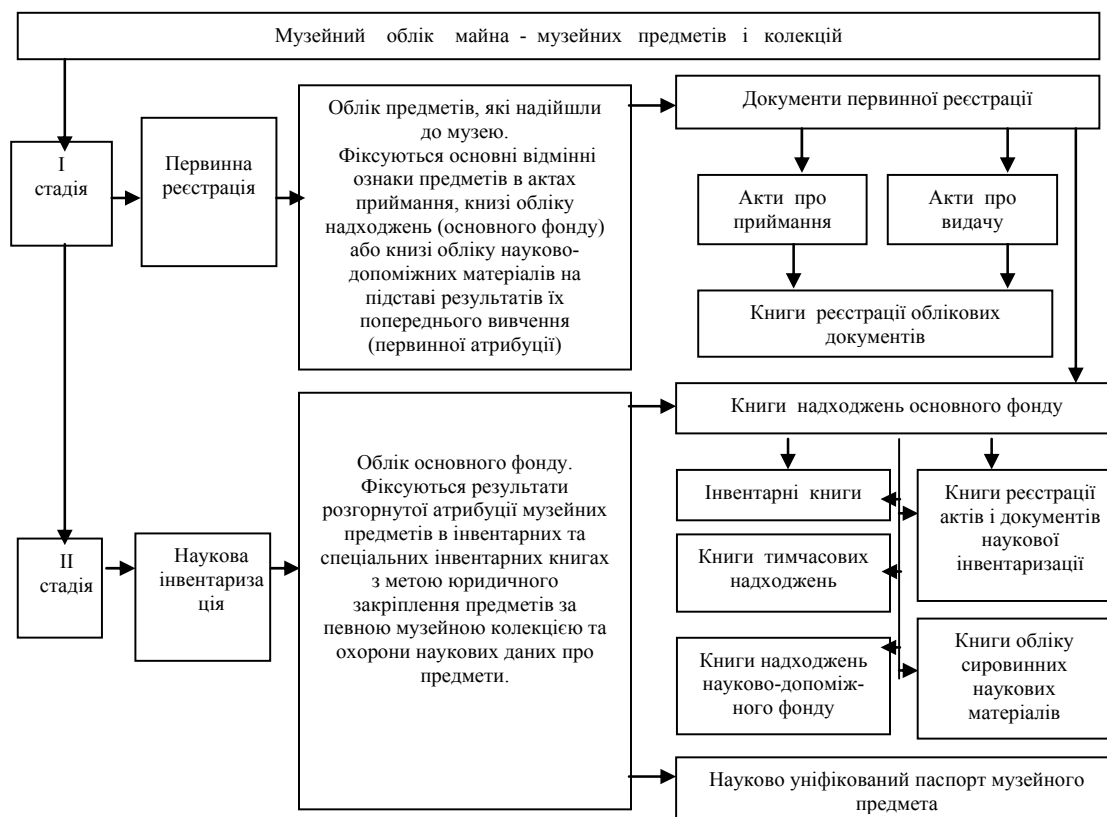 Музейний облік майна - музейних предметів і колекцій
І
стадія
Первинна
реєстрація
Облік предметів, які надійшли
до музею.
Фіксуються основні відмінні
ознаки предметів в актах
приймання, книзі обліку
надходжень (основного фонду)
або книзі обліку науково-
допоміжних матеріалів на
підставі результатів їх
попереднього вивчення
(первинної атрибуції)
Документи первинної реєстрації
Акти про
приймання
Акти про
видачу
Книги реєстрації облікових
документів
ІІ
стадія
Наукова
інвентариза
ція
Облік основного фонду.
Фіксуються результати
розгорнутої атрибуції музейних
предметів в інвентарних та
спеціальних інвентарних книгах
з метою юридичного
закріплення предметів за
певною музейною колекцією та
охорони наукових даних про
предмети.
Книги надходжень основного фонду
Інвентарні книги
Книги реєстрації
актів і документів
наукової
інвентаризації
Книги тимчасових
надходжень
Книги надходжень
науково-допоміж-
ного фонду
Книги обліку
сировинних
наукових
матеріалів
Науково уніфікований паспорт музейного
предмета